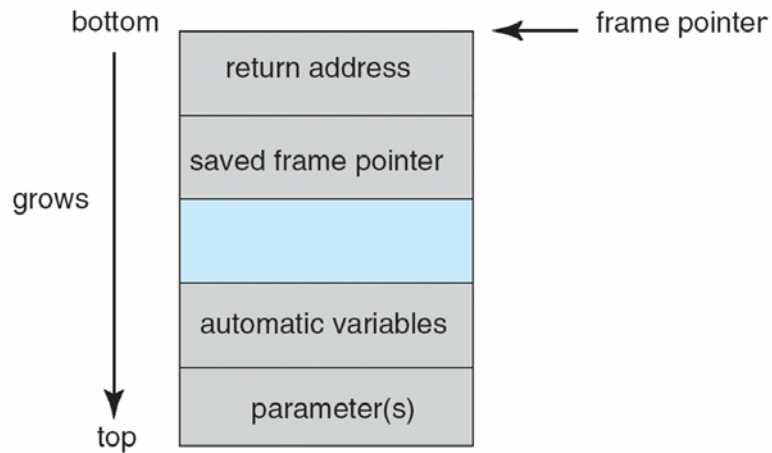 bottom
frame pointer
return address
saved frame pointer
grows
automatic variables
parameter(s)
top